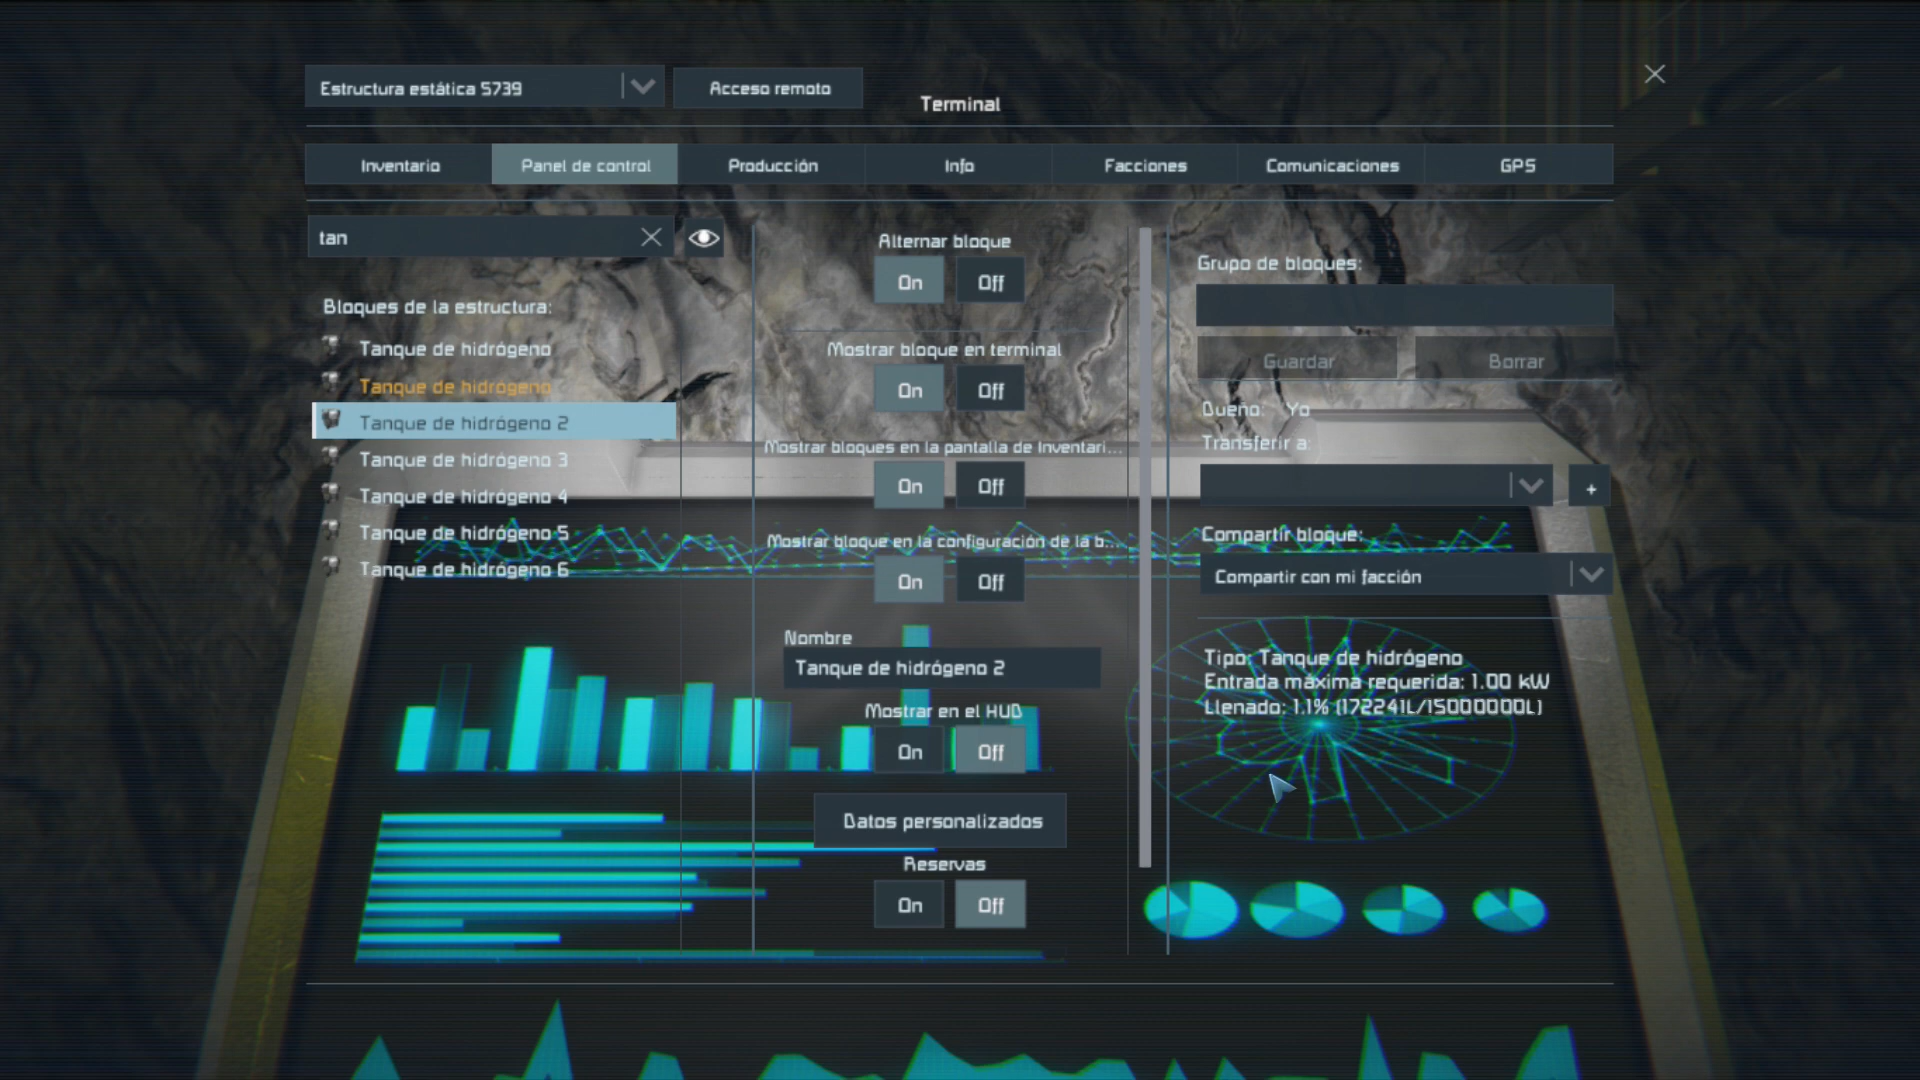 Estructura estática 5739
Acceso remoto
Terminal
Inventario
Panel de control
Producción
Info
Facciones
Comunicaciones
GPS
tan
Bloques de la estructura:
Tanque de hidrógeno
Tanque de hidrógeno
Tanque de hidrógeno 2
Tanque de hidrógeno 3
Tanque de hidrógeno 4
Tanque de hidrógeno 5
Tanque de hidrógeno 6
Alternar bloque
On Off
Mostrar bloque en terminal
On Off
Mostrar bloques en la pantalla de Inventari...
On Off
Mostrar bloque en la configuración de la b...
On Off
Nombre
Tanque de hidrógeno 2
Mostrar en el HUD
On Off
Datos personalizados
Reservas
On Off
Grupo de bloques:
Guardar Borrar
Dueño: Yo
Transferir a:
+
Compartir bloque:
Compartir con mi facción
Tipo: Tanque de hidrógeno
Entrada máxima requerida: 1.00 kW
Llenado: 1.1% (172241L/15000000L)